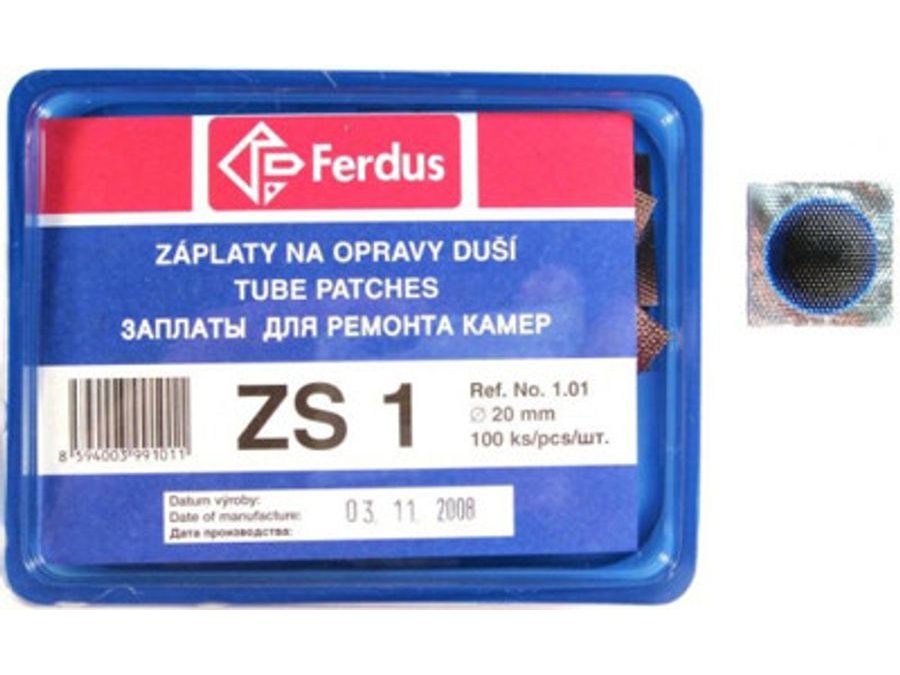 Ferdus
ZÁPLATY NA OPRAVY DUŠÍ
TUBE PATCHES
ЗАПЛАТЫ ДЛЯ РЕМОНТА КАМЕР
ZS 1
Ref. No. 1.01
∅ 20 mm
100 ks/pcs/шт.
8 594003 991011
Datum výroby:
Date of manufacture:
Дата производства:
03. 11. 2008